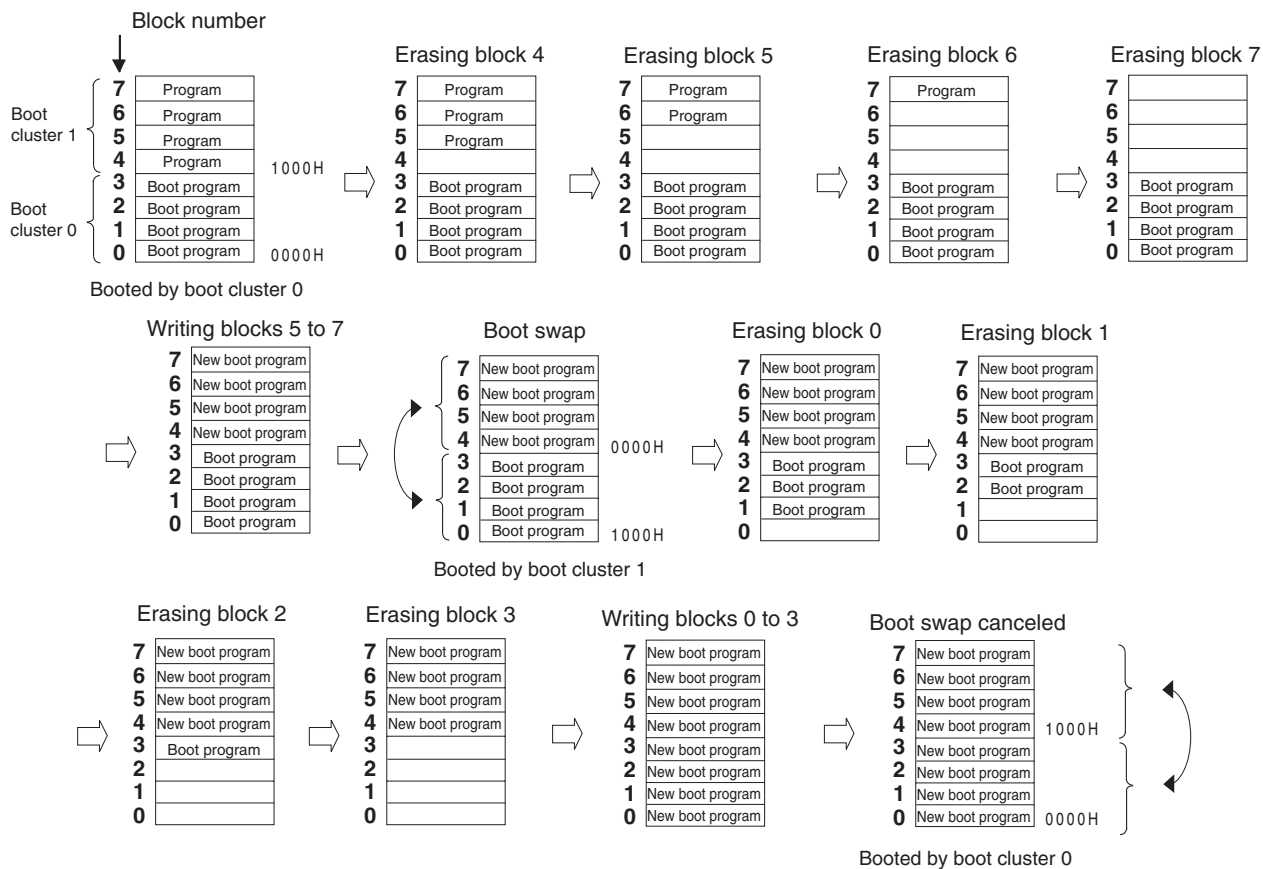 Block number
Erasing block 4
Erasing block 5
Erasing block 6
Erasing block 7
Boot
cluster 1
Boot
cluster 0
7 Program
6 Program
5 Program
4 Program
3 Boot program
2 Boot program
1 Boot program
0 Boot program
1000H
0000H
7 Program
6 Program
5 Program
4
3 Boot program
2 Boot program
1 Boot program
0 Boot program
7 Program
6 Program
5
4
3 Boot program
2 Boot program
1 Boot program
0 Boot program
7 Program
6
5
4
3 Boot program
2 Boot program
1 Boot program
0 Boot program
7
6
5
4
3 Boot program
2 Boot program
1 Boot program
0 Boot program
Booted by boot cluster 0
Writing blocks 5 to 7
7 New boot program
6 New boot program
5 New boot program
4 New boot program
3 Boot program
2 Boot program
1 Boot program
0 Boot program
Boot swap
7 New boot program
6 New boot program
5 New boot program
4 New boot program
3 Boot program
2 Boot program
1 Boot program
0 Boot program
0000H
1000H
Booted by boot cluster 1
Erasing block 0
7 New boot program
6 New boot program
5 New boot program
4 New boot program
3 Boot program
2 Boot program
1 Boot program
0
Erasing block 1
7 New boot program
6 New boot program
5 New boot program
4 New boot program
3 Boot program
2 Boot program
1
0
Erasing block 2
7 New boot program
6 New boot program
5 New boot program
4 New boot program
3 Boot program
2
1
0
Erasing block 3
7 New boot program
6 New boot program
5 New boot program
4 New boot program
3
2
1
0
Writing blocks 0 to 3
7 New boot program
6 New boot program
5 New boot program
4 New boot program
3 New boot program
2 New boot program
1 New boot program
0 New boot program
Boot swap canceled
7 New boot program
6 New boot program
5 New boot program
4 New boot program
3 New boot program
2 New boot program
1 New boot program
0 New boot program
1000H
0000H
Booted by boot cluster 0